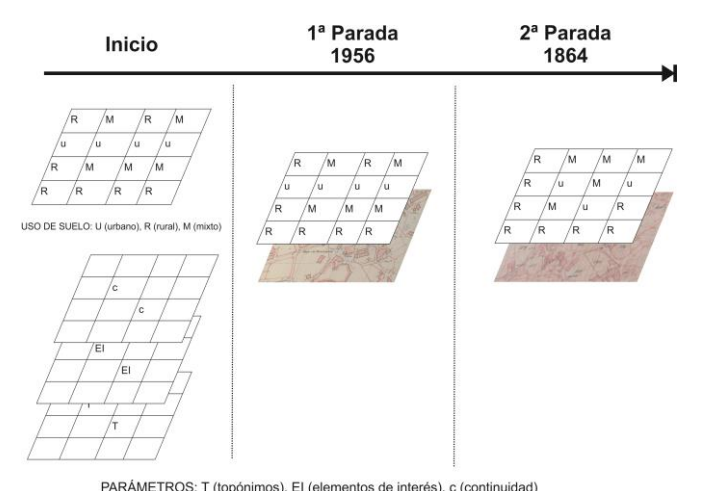 Inicio
1ª Parada
1956
2ª Parada
1864
R M R M
u u u u
R M M M
R R R R
USO DE SUELO: U (urbano), R (rural), M (mixto)
c
c
EI
EI
T
R M R M
u u u u
R M M M
R R R R
R M M M
R u M u
R M u R
R R R R
PARÁMETROS: T (topónimos), EI (elementos de interés), c (continuidad)